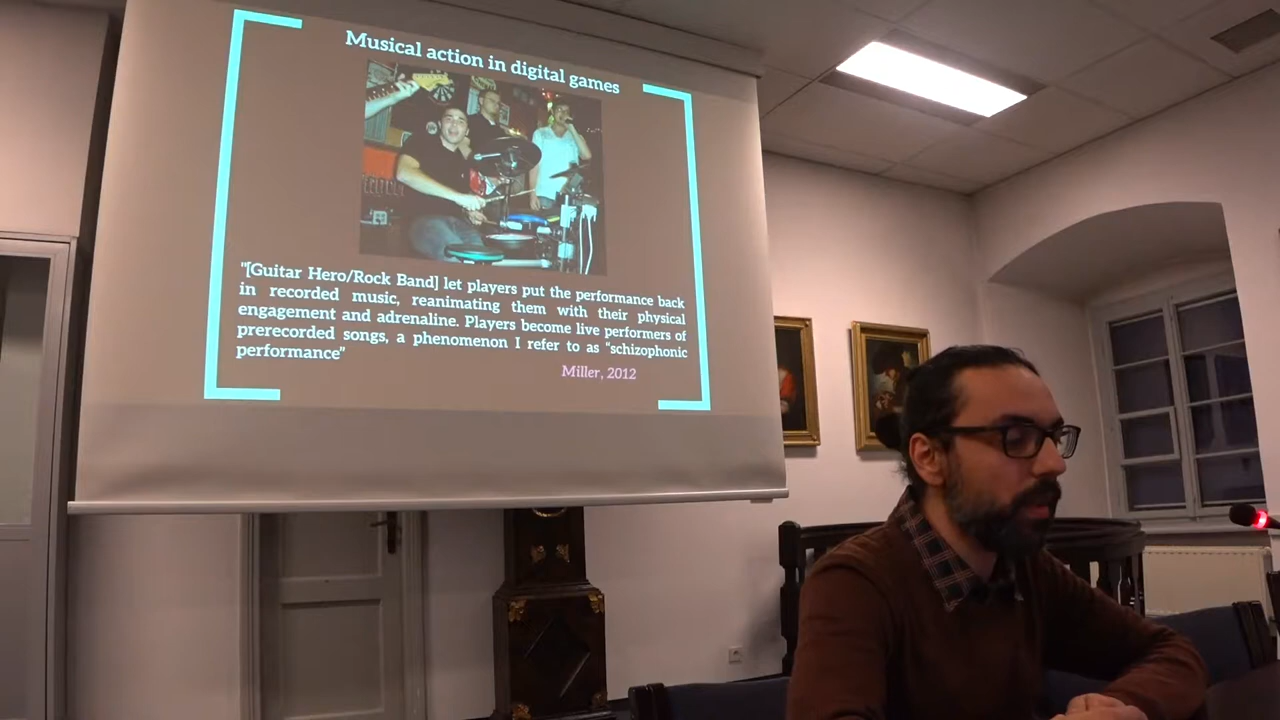 Musical action in digital games
"[Guitar Hero/Rock Band] let players put the performance back
in recorded music, reanimating them with their physical
engagement and adrenaline. Players become live performers of
prerecorded songs, a phenomenon I refer to as "schizophonic
performance"
Miller, 2012